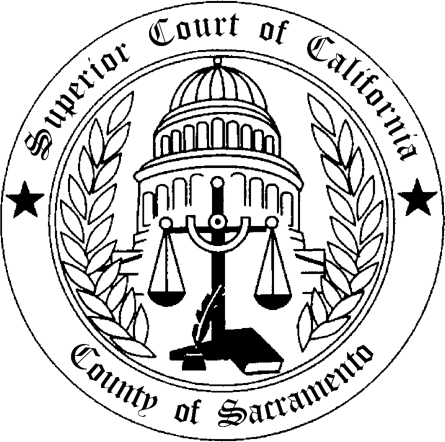 Superior Court of California
County of Sacramento